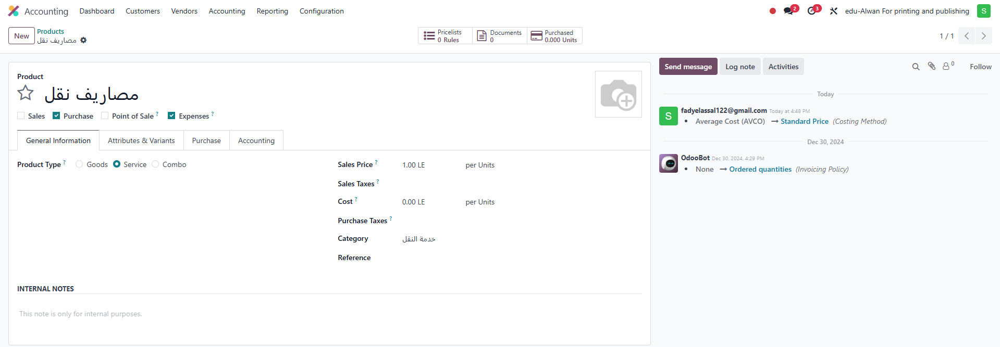 Accounting Dashboard Customers Vendors Accounting Reporting Configuration 2 3 edu-Alwan For printing and publishing S
New Products
مصاريف نقل
Pricelists
0 Rules
Documents
0
Purchased
0.000 Units
1 / 1
Send message Log note Activities 0 Follow
Product
مصاريف نقل
Sales Purchase Point of Sale ? Expenses ?
General Information Attributes & Variants Purchase Accounting
Product Type ? Goods Service Combo
Sales Price ? 1.00 LE per Units
Sales Taxes ?
Cost ? 0.00 LE per Units
Purchase Taxes ?
Category خدمة النقل
Reference
INTERNAL NOTES
This note is only for internal purposes.
Today
S
fadyelassal122@gmail.com Today at 4:48 PM
• Average Cost (AVCO) → Standard Price (Costing Method)
Dec 30, 2024
OdooBot Dec 30, 2024, 4:29 PM
• None → Ordered quantities (Invoicing Policy)